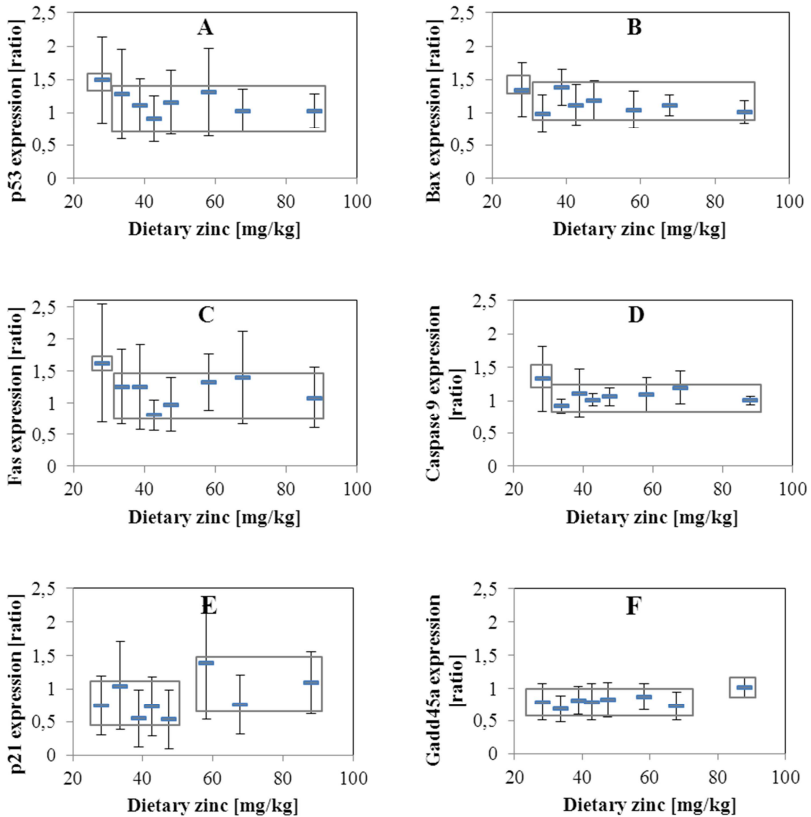 A
p53 expression [ratio]
2,5
2
1,5
1
0,5
0
20 40 60 80 100
Dietary zinc [mg/kg]
B
Bax expression [ratio]
2,5
2
1,5
1
0,5
0
20 40 60 80 100
Dietary zinc [mg/kg]
C
Fas expression [ratio]
2,5
2
1,5
1
0,5
0
20 40 60 80 100
Dietary zinc [mg/kg]
D
Caspase 9 expression
[ratio]
2,5
2
1,5
1
0,5
0
20 40 60 80 100
Dietary zinc [mg/kg]
E
p21 expression [ratio]
2,5
2
1,5
1
0,5
0
20 40 60 80 100
Dietary zinc [mg/kg]
F
Gadd45a expression
[ratio]
2,5
2
1,5
1
0,5
0
20 40 60 80 100
Dietary zinc [mg/kg]